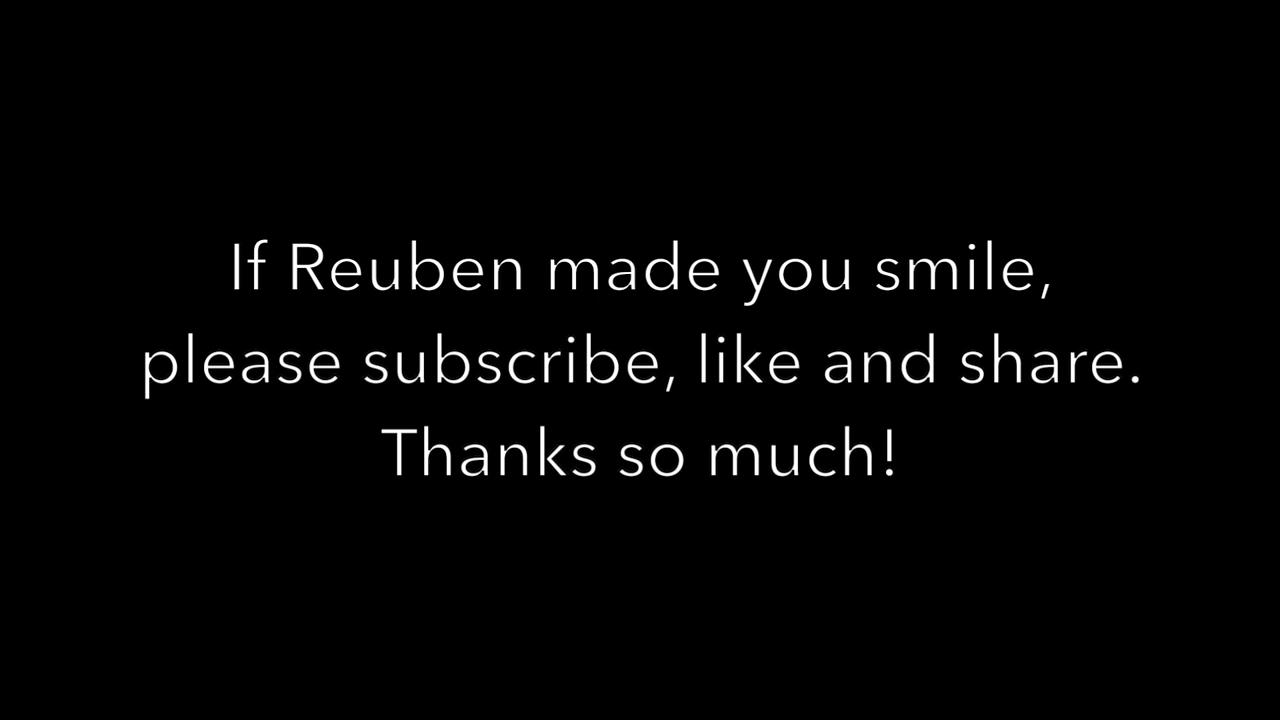 If Reuben made you smile,
please subscribe, like and share.
Thanks so much!